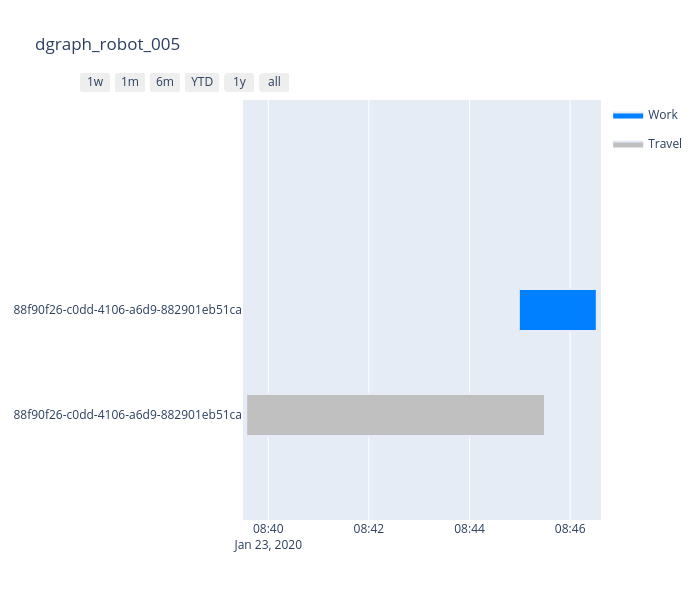 dgraph_robot_005
1w 1m 6m YTD 1y all
Work
Travel
88f90f26-c0dd-4106-a6d9-882901eb51ca
88f90f26-c0dd-4106-a6d9-882901eb51ca
08:40 08:42 08:44 08:46
Jan 23, 2020